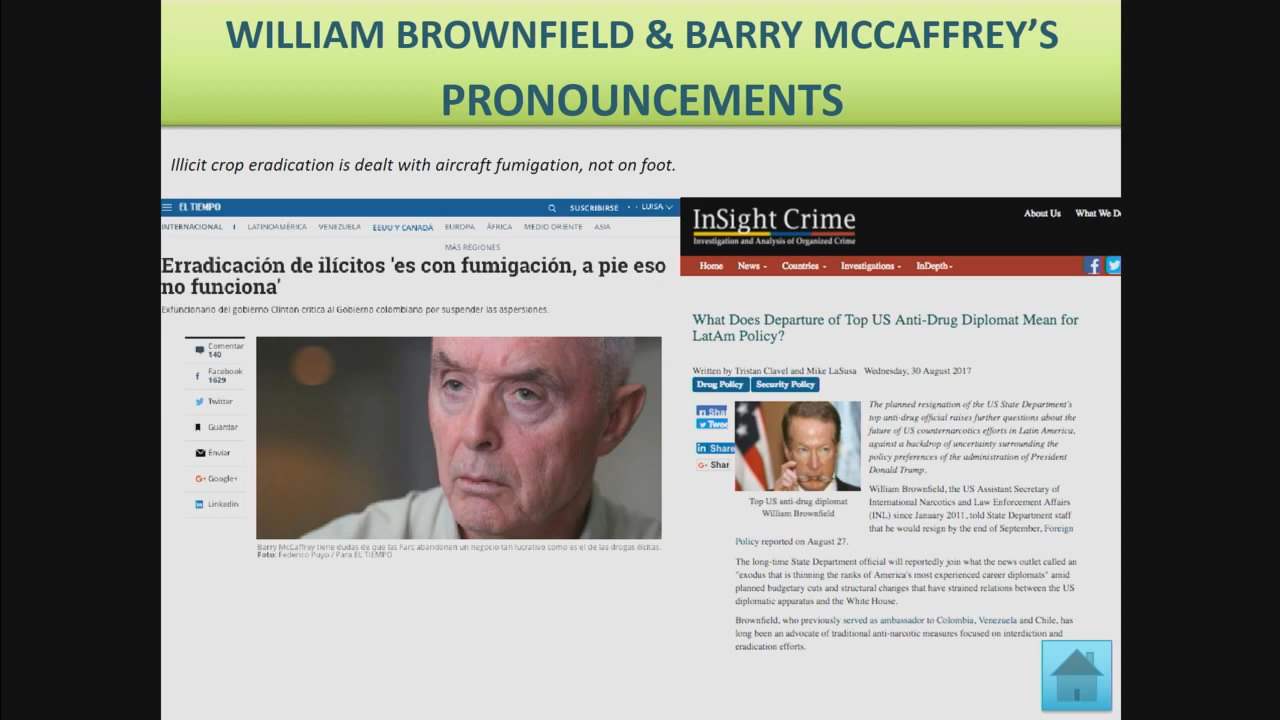 WILLIAM BROWNFIELD & BARRY MCCAFFREY'S
PRONOUNCEMENTS
Illicit crop eradication is dealt with aircraft fumigation, not on foot.
EL TIEMPO
SUSCRIBIRSE
LUISA
INTERNACIONAL
LATINOAMÉRICA
VENEZUELA
EEUU Y CANADÁ
EUROPA
ÁFRICA
MEDIO ORIENTE
ASIA
MÁS REGIONES
Erradicación de ilícitos 'es con fumigación, a pie eso
no funciona'
Exfuncionario del gobierno Clinton critica al Gobierno colombiano por suspender las aspersiones.
Comentar
140
Facebook
1629
Twitter
Guardar
Enviar
Google+
Linkedin
Barry McCaffrey tiene dudas de que las Farc abandonen un negocio tan lucrativo como es el de las drogas ilícitas.
Foto: Federico Puyo / Para EL TIEMPO
InSight Crime
Investigation and Analysis of Organized Crime
About Us
What We D
Home
News
Countries
Investigations
InDepth
What Does Departure of Top US Anti-Drug Diplomat Mean for
LatAm Policy?
Written by Tristan Clavel and Mike LaSusa Wednesday, 30 August 2017
Drug Policy
Security Policy
in Shar
Twee
in Share
G+ Shar
Top US anti-drug diplomat
William Brownfield
The planned resignation of the US State Department's
top anti-drug official raises further questions about the
future of US counternarcotics efforts in Latin America,
against a backdrop of uncertainty surrounding the
policy preferences of the administration of President
Donald Trump.
William Brownfield, the US Assistant Secretary of
International Narcotics and Law Enforcement Affairs
(INL) since January 2011, told State Department staff
that he would resign by the end of September, Foreign
Policy reported on August 27.
The long-time State Department official will reportedly join what the news outlet called an
"exodus that is thinning the ranks of America's most experienced career diplomats" amid
planned budgetary cuts and structural changes that have strained relations between the US
diplomatic apparatus and the White House.
Brownfield, who previously served as ambassador to Colombia, Venezuela and Chile, has
long been an advocate of traditional anti-narcotic measures focused on interdiction and
eradication efforts.